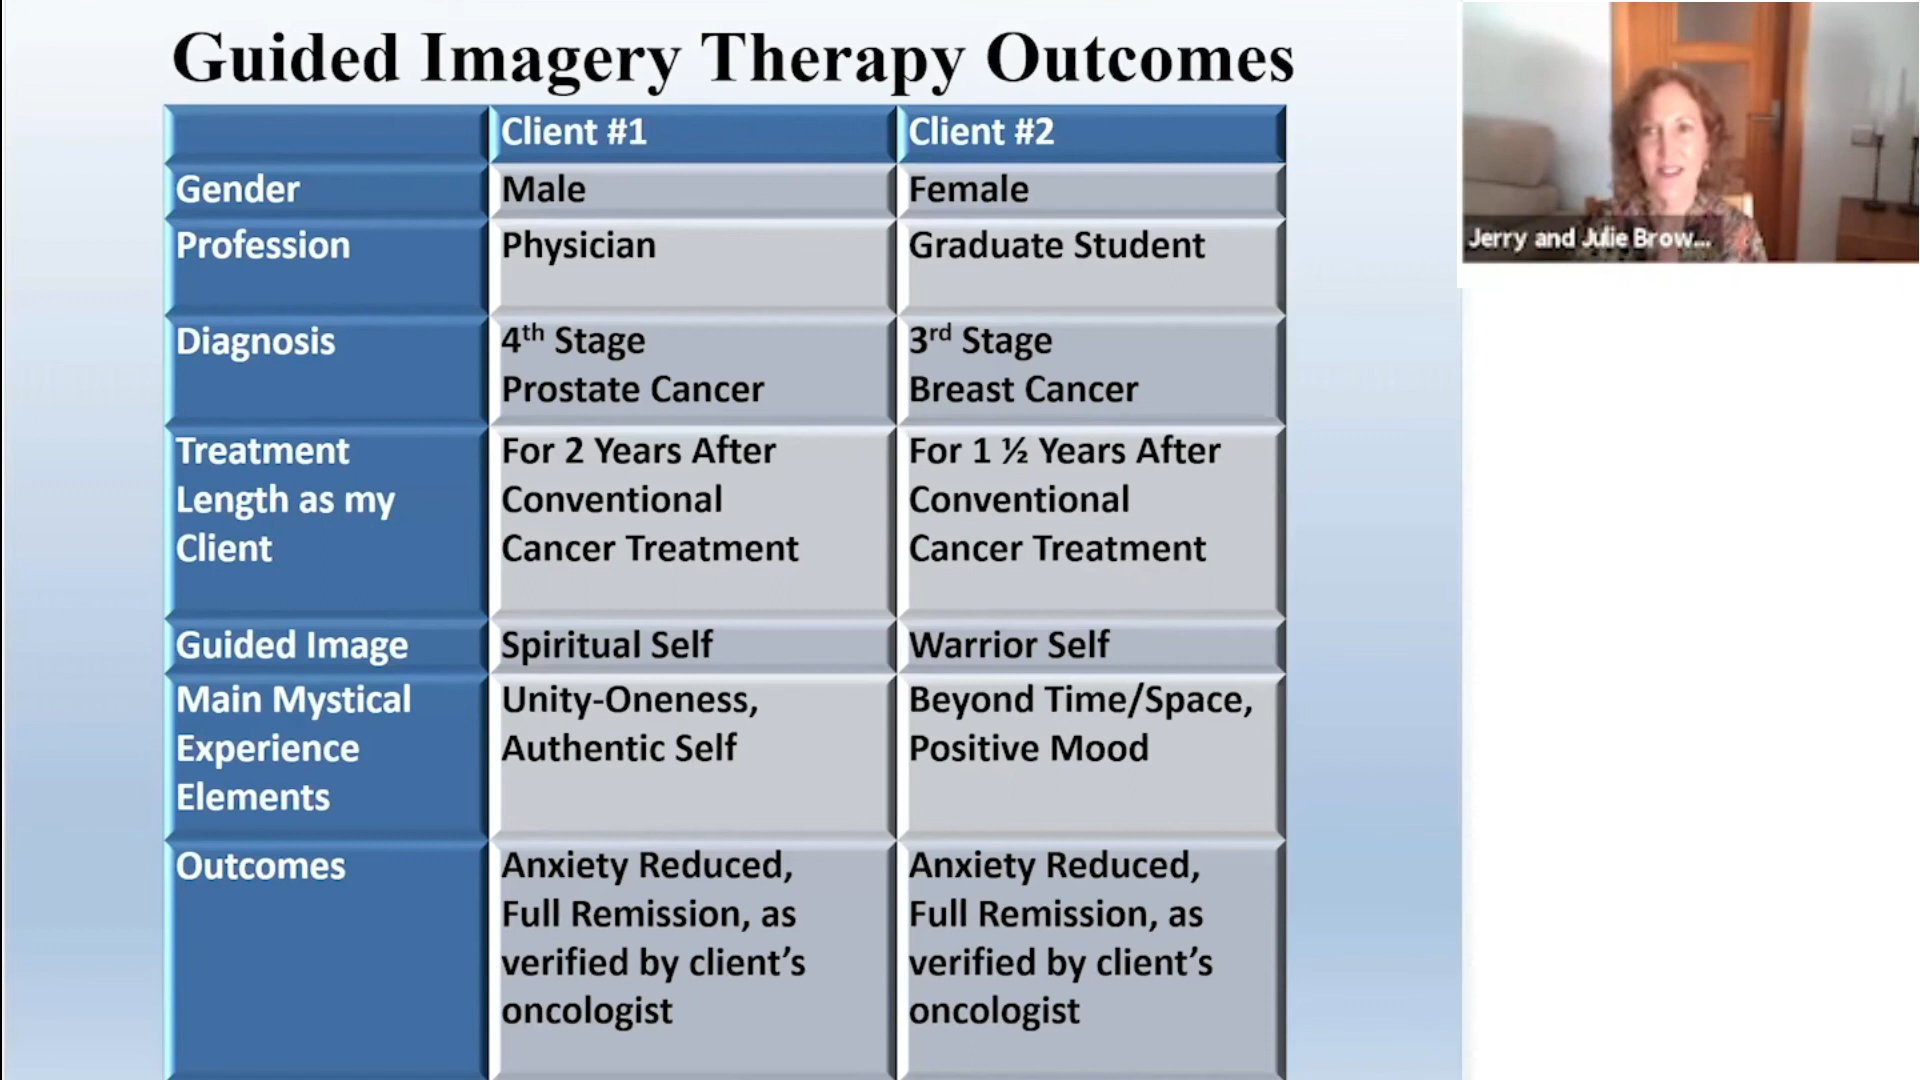 Guided Imagery Therapy Outcomes
Client #1
Client #2
Gender
Male
Female
Profession
Physician
Graduate Student
Diagnosis
4th Stage
Prostate Cancer
3rd Stage
Breast Cancer
Treatment
Length as my
Client
For 2 Years After
Conventional
Cancer Treatment
For 1 ½ Years After
Conventional
Cancer Treatment
Guided Image
Spiritual Self
Warrior Self
Main Mystical
Experience
Elements
Unity-Oneness,
Authentic Self
Beyond Time/Space,
Positive Mood
Outcomes
Anxiety Reduced,
Full Remission, as
verified by client’s
oncologist
Anxiety Reduced,
Full Remission, as
verified by client’s
oncologist
Jerry and Julie Brow...